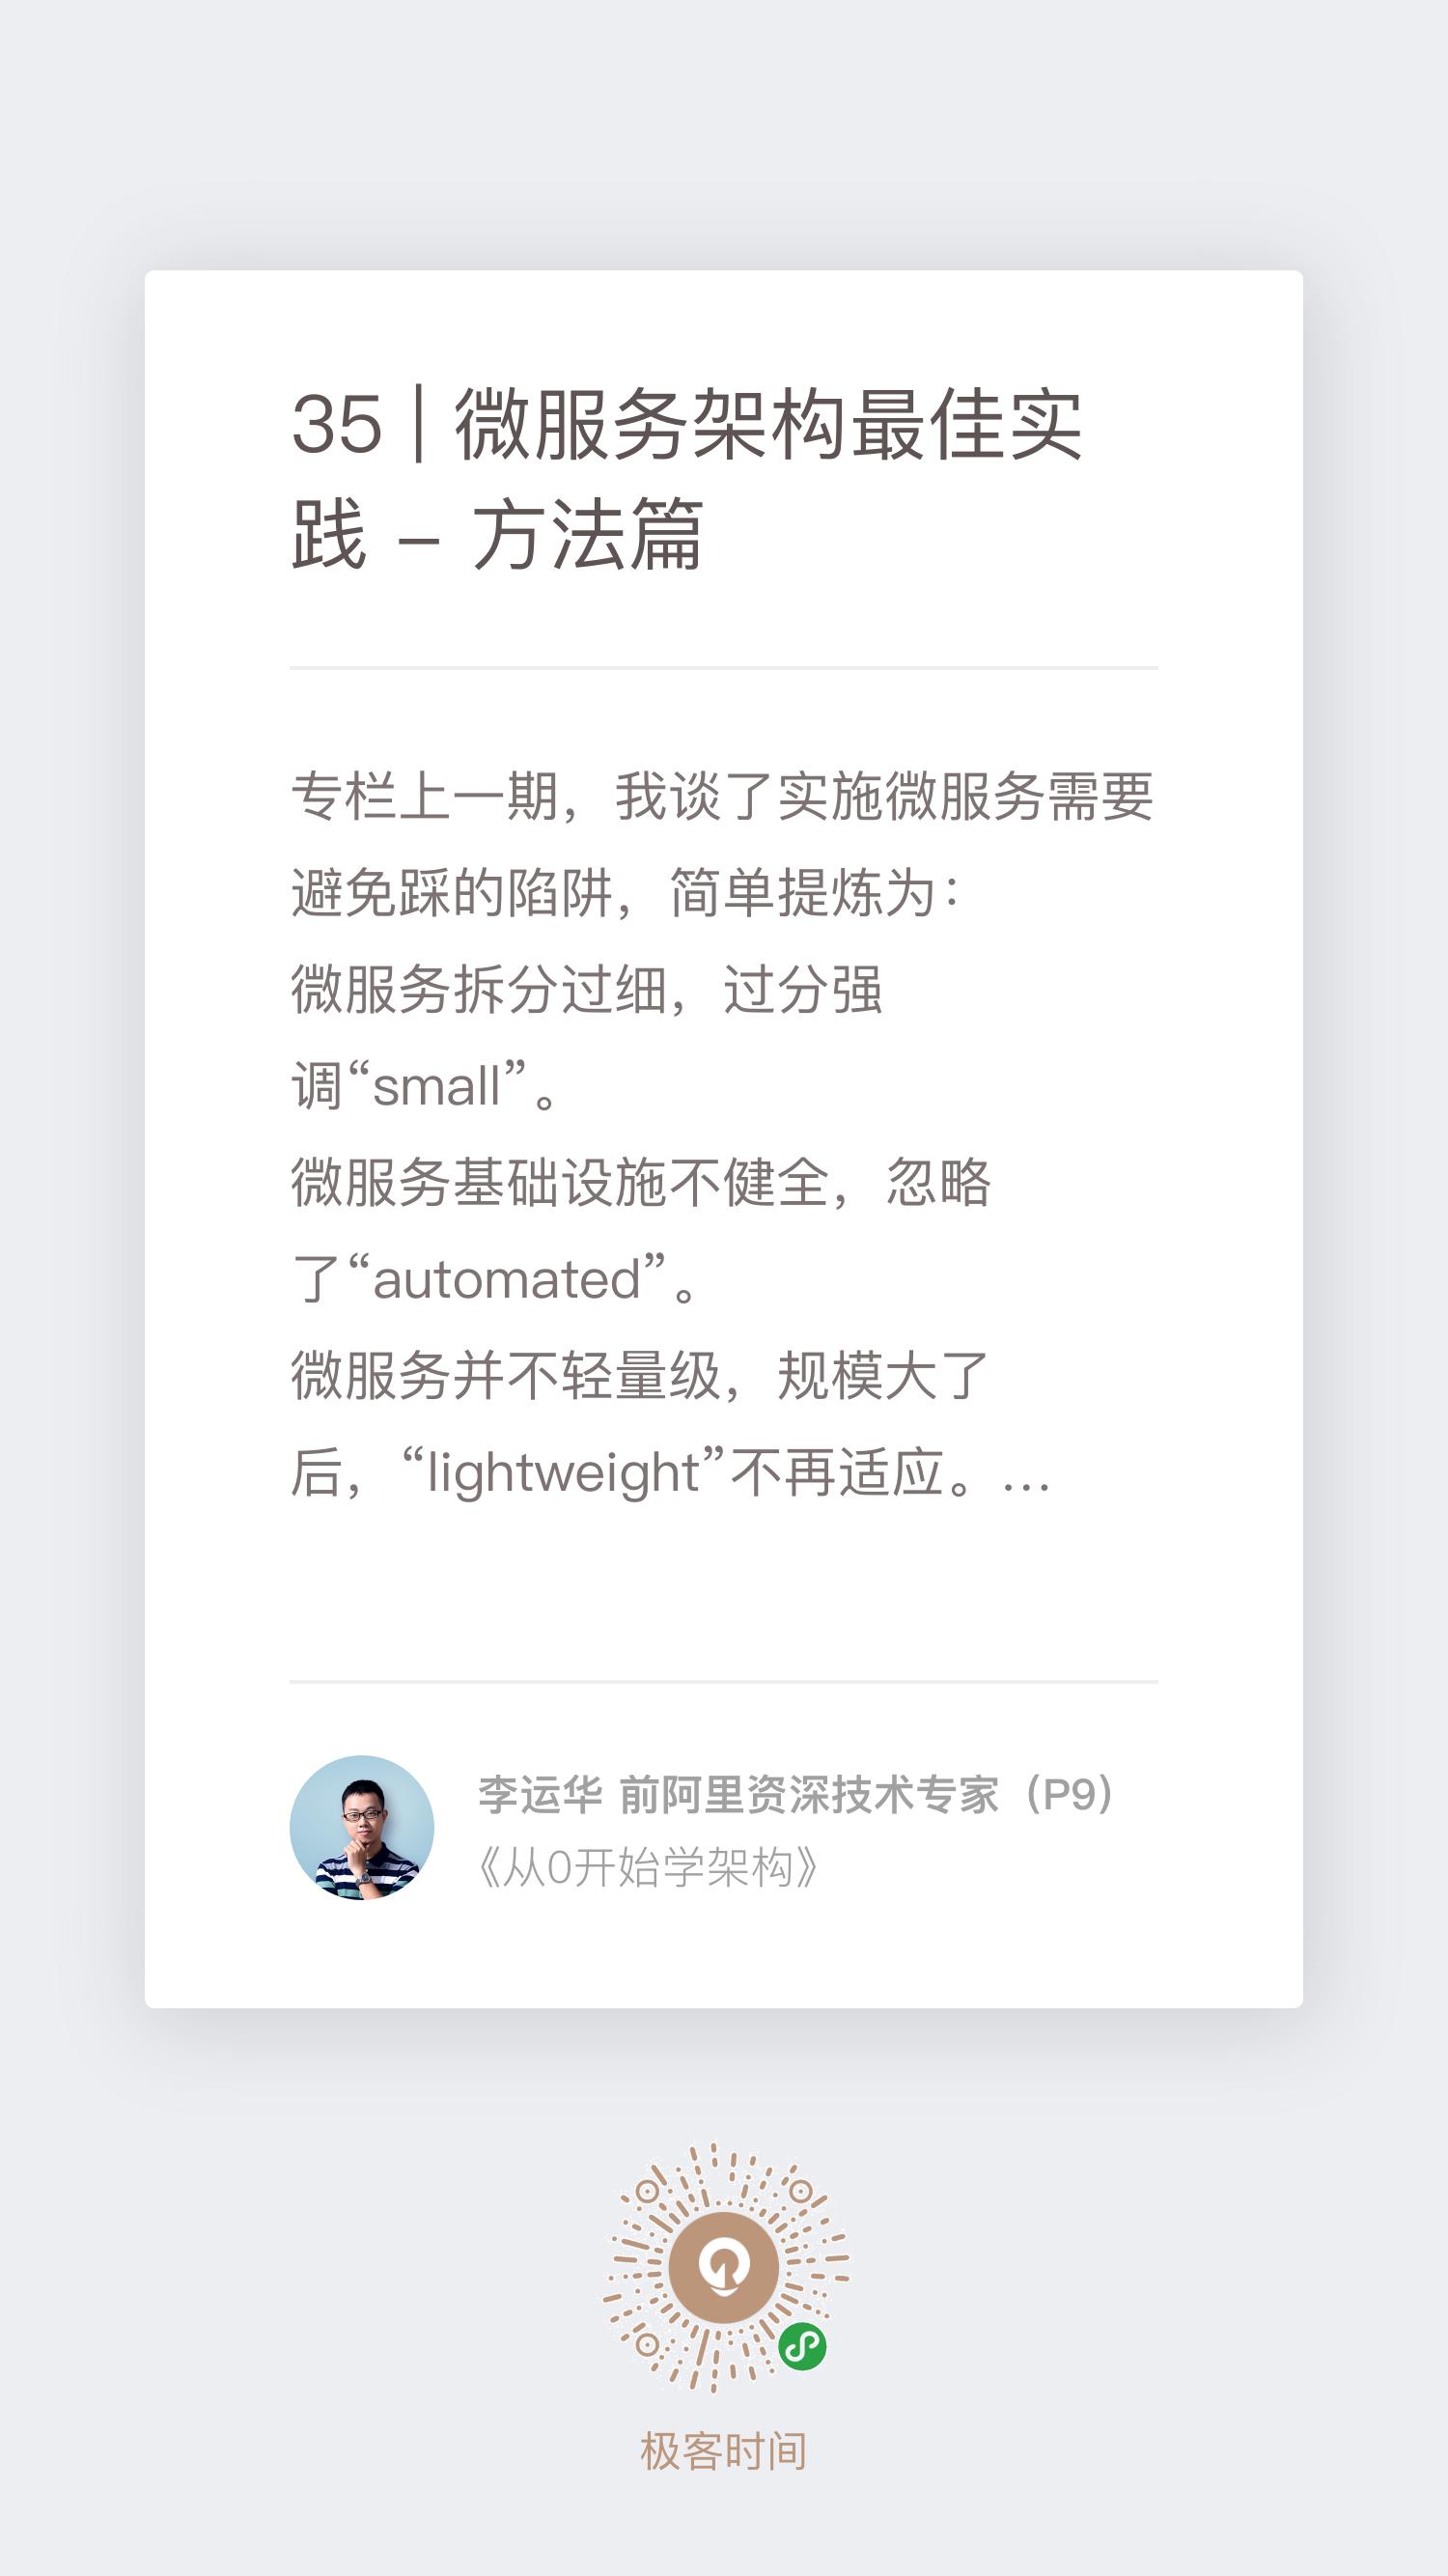 35 | 微服务架构最佳实
践 – 方法篇
专栏上一期，我谈了实施微服务需要
避免踩的陷阱，简单提炼为：
微服务拆分过细，过分强
调“small”。
微服务基础设施不健全，忽略
了“automated”。
微服务并不轻量级，规模大了
后，“lightweight”不再适应。...
李运华 前阿里资深技术专家（P9）
《从0开始学架构》
极客时间